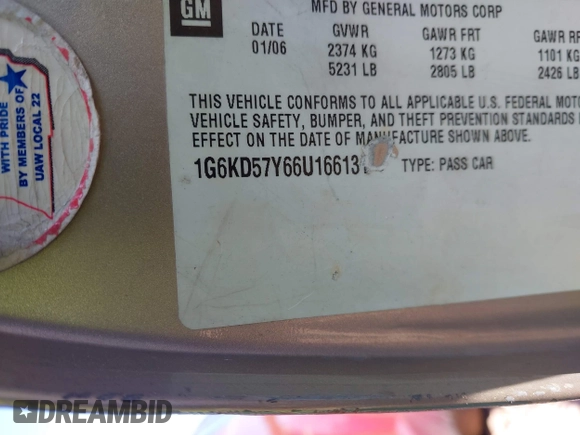 GM
MFD BY GENERAL MOTORS CORP
DATE GVWR GAWR FRT GAWR RR
01/06 2374 KG 1273 KG 1101 KG
5231 LB 2805 LB 2426 LB
THIS VEHICLE CONFORMS TO ALL APPLICABLE U.S. FEDERAL MOTO
VEHICLE SAFETY, BUMPER, AND THEFT PREVENTION STANDARDS
EFFECT ON THE DATE OF MANUFACTURE SHOWN ABOVE.
1G6KD57Y66U16613 TYPE: PASS CAR
WITH PRIDE
BY MEMBERS OF
UAW LOCAL 22
DREAMBID